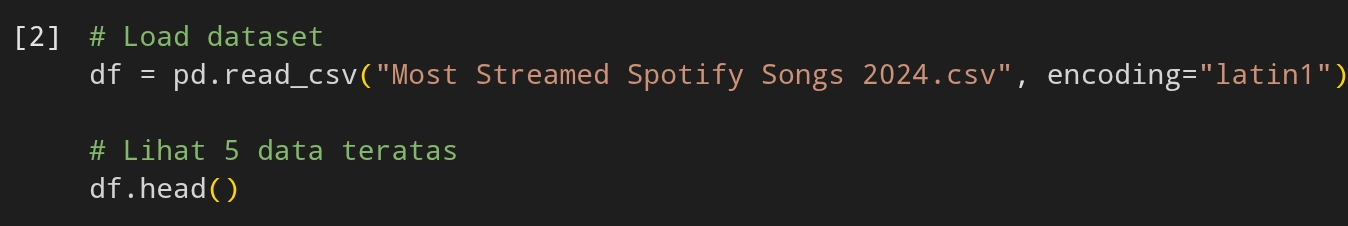 [2] # Load dataset
df = pd.read_csv("Most Streamed Spotify Songs 2024.csv", encoding="latin1")
# Lihat 5 data teratas
df.head()